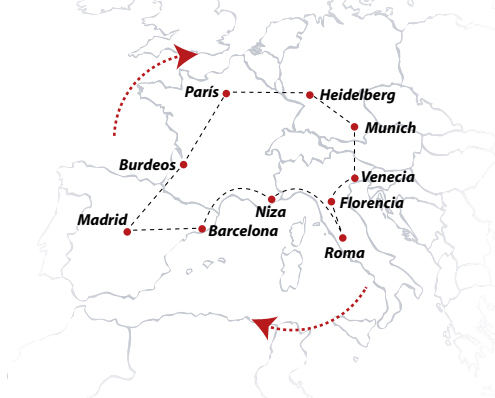 París
Heidelberg
Munich
Burdeos
Venecia
Florencia
Niza
Madrid
Barcelona
Roma